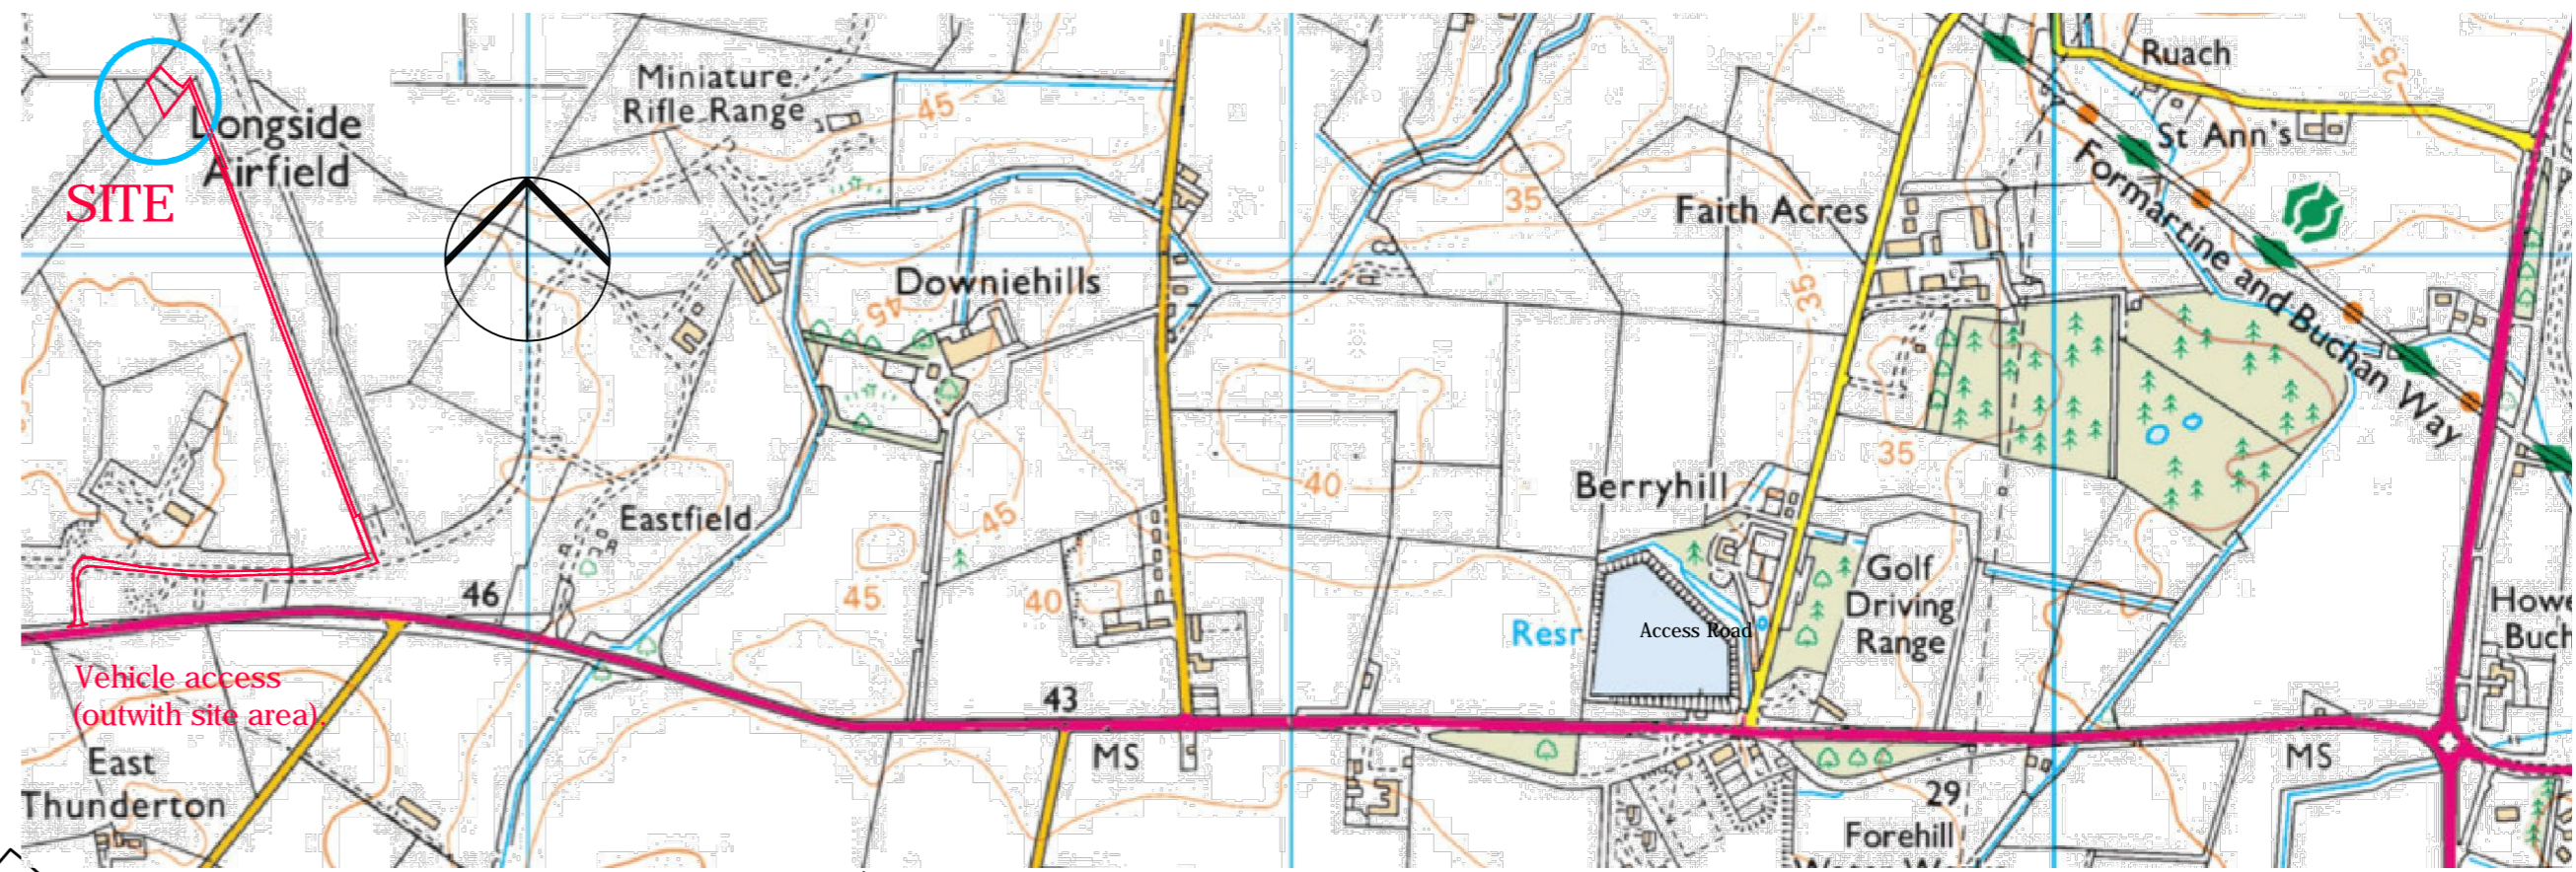 Ruach
25
Miniature
Rifle Range
45
Longside
Airfield
St Ann's
SITE
35
Faith Acres
Formartine and Buchan Way
Downiehills
45
35
35
40
Berryhill
45
Eastfield
Golf
Driving
Range
46
45
40
Resr
Access Road
Howe
Buch
Vehicle access
(outwith site area).
43
MS
MS
East
Thunderton
29
Forehill